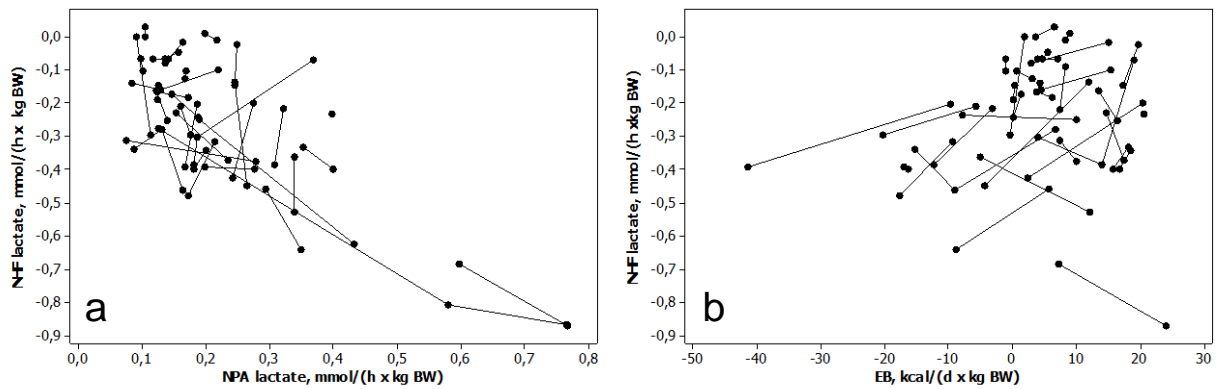 NHF lactate, mmol/(h x kg BW)
0,0
-0,1
-0,2
-0,3
-0,4
-0,5
-0,6
-0,7
-0,8
-0,9
a
0,0 0,1 0,2 0,3 0,4 0,5 0,6 0,7 0,8
NPA lactate, mmol/(h x kg BW)
NHF lactate, mmol/(h xkg BW)
0,0
-0,1
-0,2
-0,3
-0,4
-0,5
-0,6
-0,7
-0,8
-0,9
b
-50 -40 -30 -20 -10 0 10 20 30
EB, kcal/(d x kg BW)